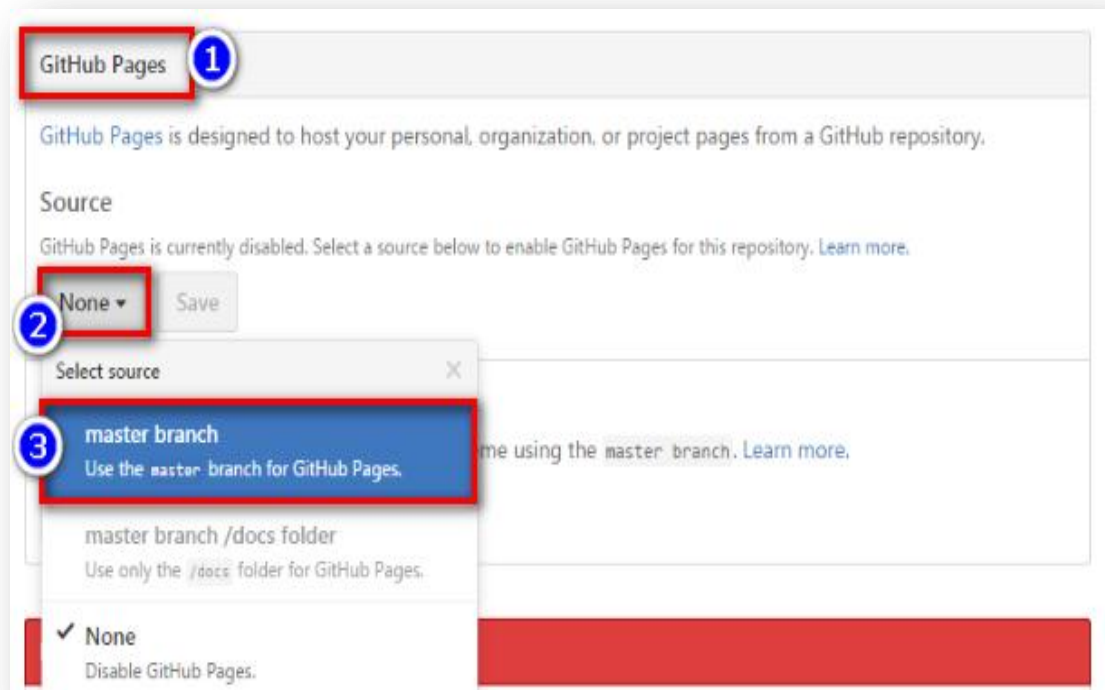 GitHub Pages
1
GitHub Pages is designed to host your personal, organization, or project pages from a GitHub repository.
Source
GitHub Pages is currently disabled. Select a source below to enable GitHub Pages for this repository. Learn more.
2
None Save
Select source ×
3
master branch
Use the master branch for GitHub Pages.
me using the master branch. Learn more.
master branch /docs folder
Use only the /docs folder for GitHub Pages.
✓ None
Disable GitHub Pages.